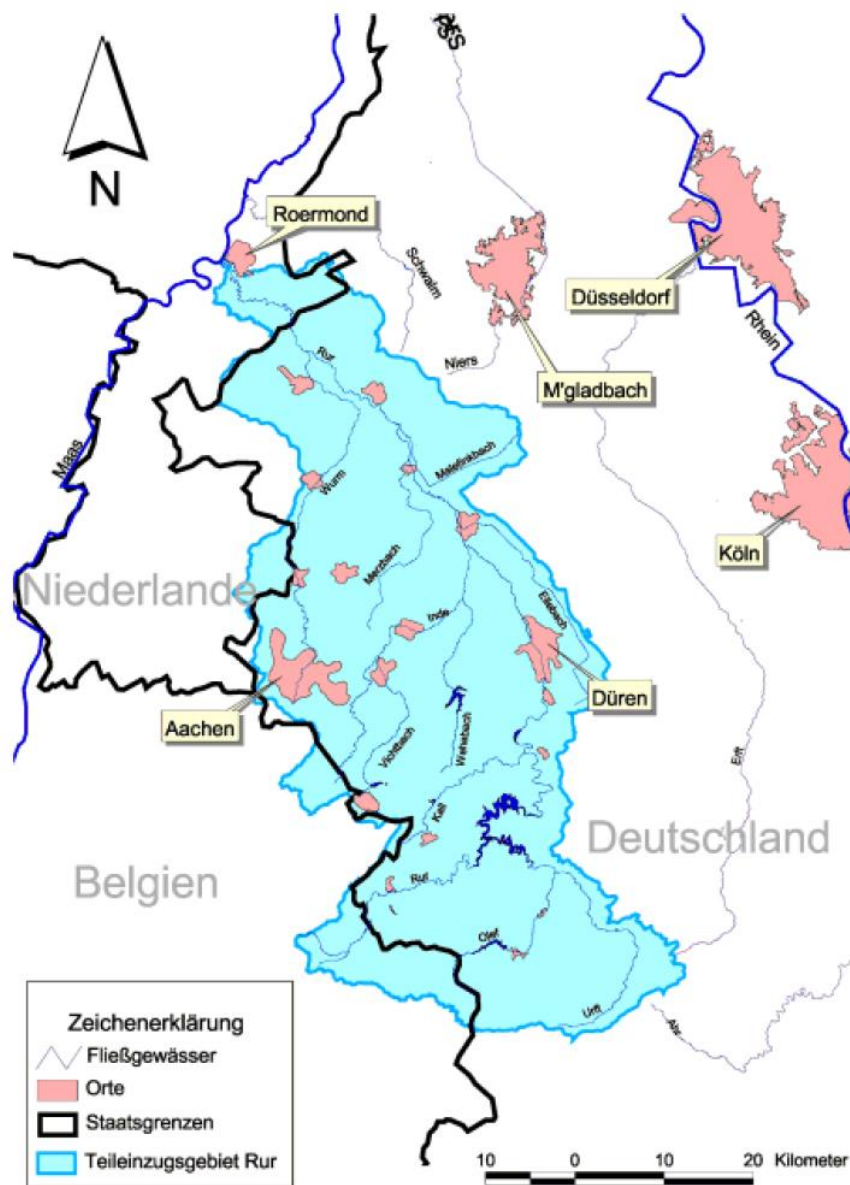 N
Roermond
Schwalm
Düsseldorf
Rhein
Niers
M'gladbach
Rur
Maas
Wurm
Malefinkbach
Köln
Niederlande
Merzbach
Inde
Ellebach
Aachen
Düren
Vichtbach
Wehebach
Erft
Kall
Deutschland
Belgien
Rur
Olef
Urft
Ahr
Zeichenerklärung
Fließgewässer
Orte
Staatsgrenzen
Teileinzugsgebiet Rur
10 0 10 20 Kilometer